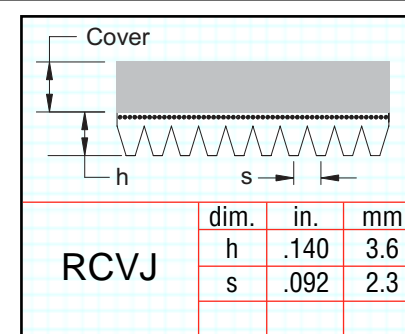 Cover
h
s
dim. in. mm
RCVJ
h .140 3.6
s .092 2.3